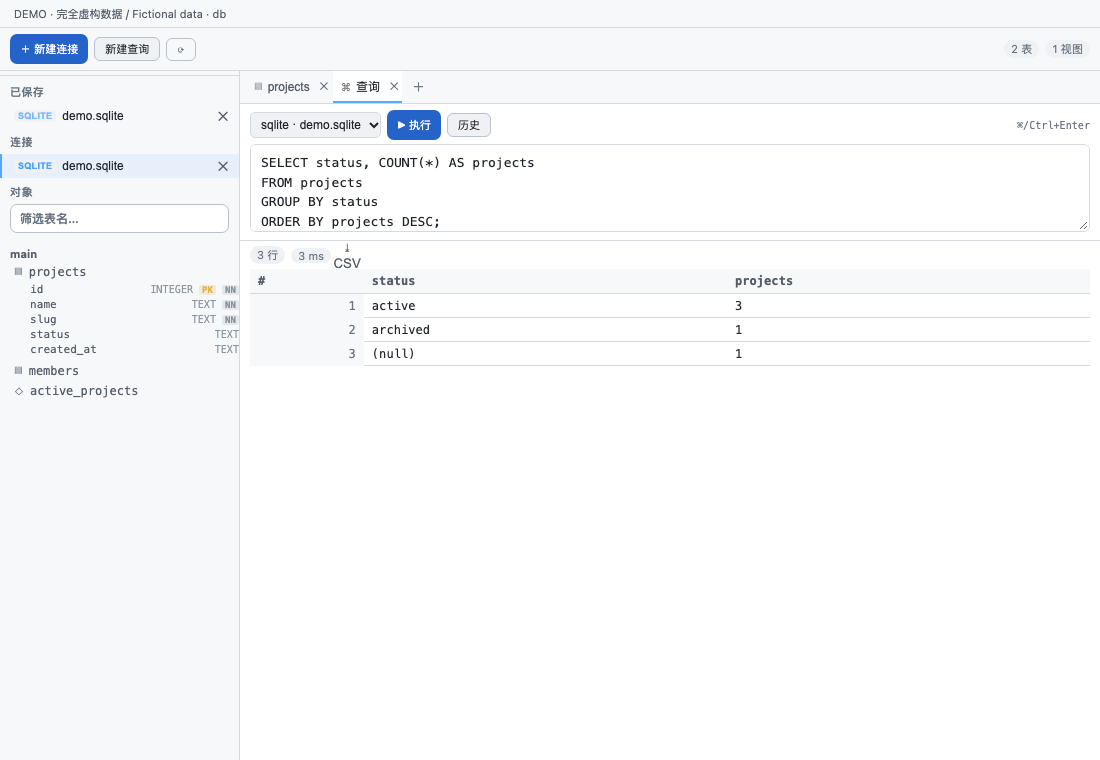 DEMO · 完全虚构数据 / Fictional data · db
+ 新建连接 新建查询 ⟳ 2 表 1 视图
已保存
SQLITE demo.sqlite ×
连接
SQLITE demo.sqlite ×
对象
筛选表名...
main
▤ projects
id INTEGER PK NN
name TEXT NN
slug TEXT NN
status TEXT
created_at TEXT
▤ members
◇ active_projects
▤ projects × ⌘ 查询 × +
sqlite · demo.sqlite ▶ 执行 历史 ⌘/Ctrl+Enter
SELECT status, COUNT(*) AS projects
FROM projects
GROUP BY status
ORDER BY projects DESC;
3 行 3 ms ⤓ CSV
# status projects
1 active 3
2 archived 1
3 (null) 1